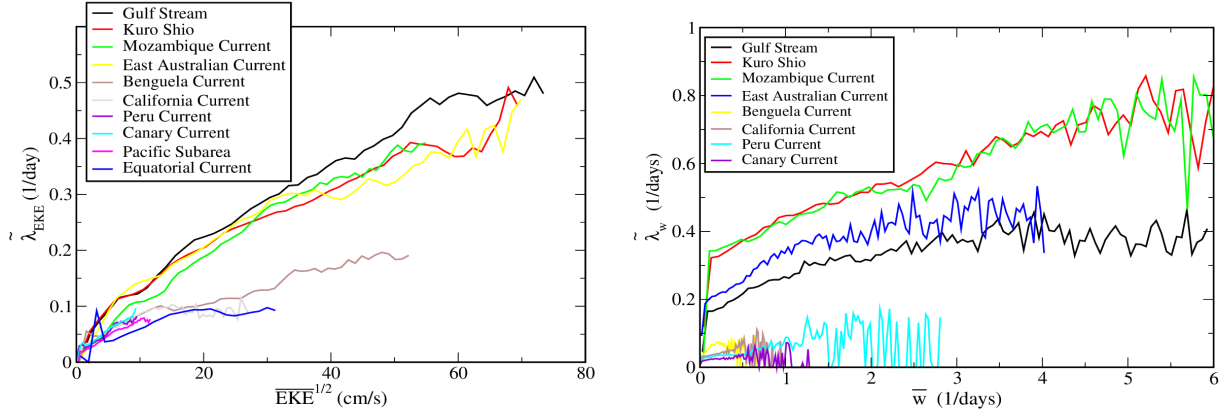 Gulf Stream
Kuro Shio
Mozambique Current
East Australian Current
Benguela Current
California Current
Peru Current
Canary Current
Pacific Subarea
Equatorial Current
0.5
0.4
0.3
0.2
0.1
0
λ̃_EKE (1/day)
0 20 40 60 80
EKE^1/2 (cm/s)
Gulf Stream
Kuro Shio
Mozambique Current
East Australian Current
Benguela Current
California Current
Peru Current
Canary Current
1
0.8
0.6
0.4
0.2
0
λ̃_w (1/days)
0 1 2 3 4 5 6
w (1/days)